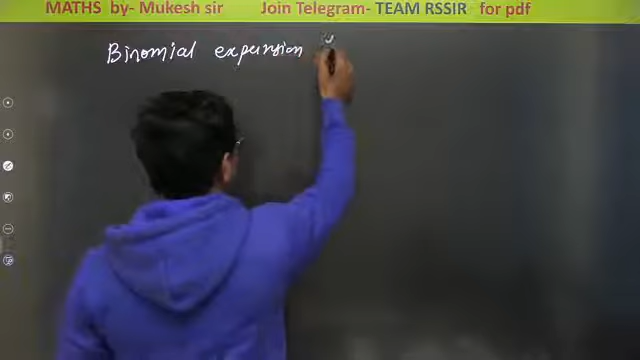 MATHS by- Mukesh sir Join Telegram- TEAM RSSIR for pdf
Binomial expansion